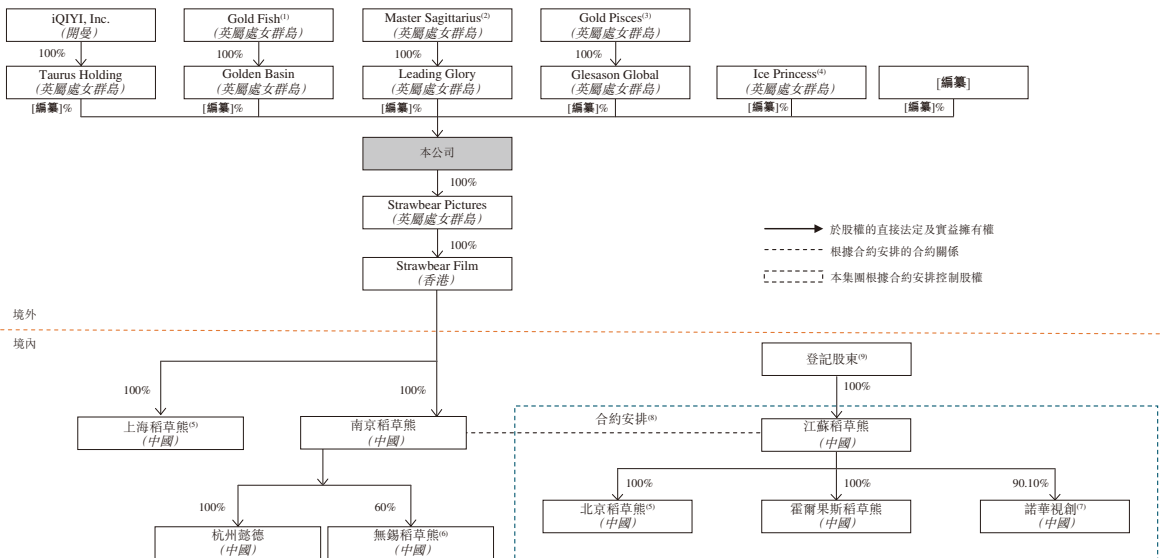 iQIYI, Inc.
(開曼)
Gold Fish(1)
(英屬處女群島)
Master Sagittarius(2)
(英屬處女群島)
Gold Pisces(3)
(英屬處女群島)
100%
100%
100%
100%
Taurus Holding
(英屬處女群島)
Golden Basin
(英屬處女群島)
Leading Glory
(英屬處女群島)
Glesason Global
(英屬處女群島)
Ice Princess(4)
(英屬處女群島)
[編纂]
[編纂]%
[編纂]%
[編纂]%
[編纂]%
[編纂]%
[編纂]%
本公司
100%
Strawbear Pictures
(英屬處女群島)
100%
Strawbear Film
(香港)
於股權的直接法定及實益擁有權
根據合約安排的合約關係
本集團根據合約安排控制股權
境外
境內
登記股東(9)
100%
100%
100%
上海稻草熊(5)
(中國)
南京稻草熊
(中國)
合約安排(8)
江蘇稻草熊
(中國)
100%
60%
100%
100%
90.10%
杭州懿德
(中國)
無錫稻草熊(6)
(中國)
北京稻草熊(5)
(中國)
霍爾果斯稻草熊
(中國)
諾華視創(7)
(中國)